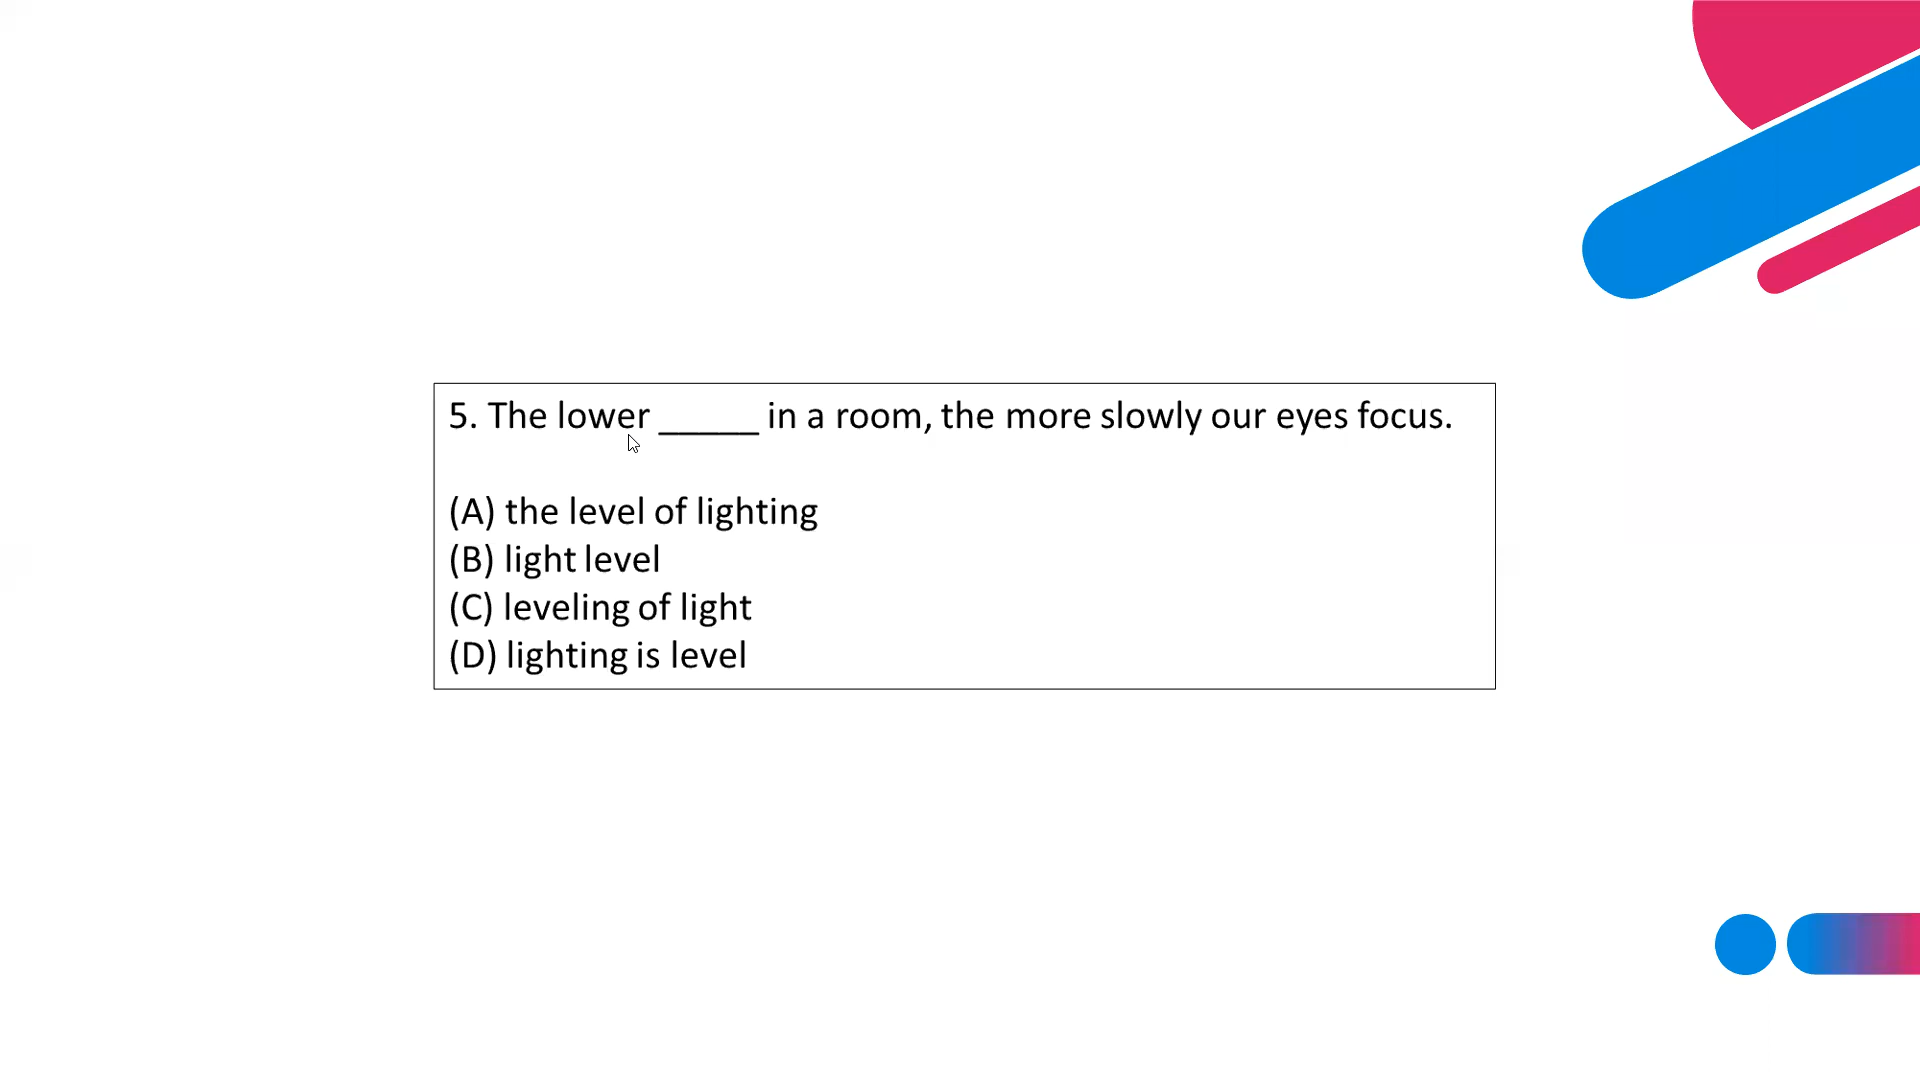 5. The lower _____ in a room, the more slowly our eyes focus.
(A) the level of lighting
(B) light level
(C) leveling of light
(D) lighting is level